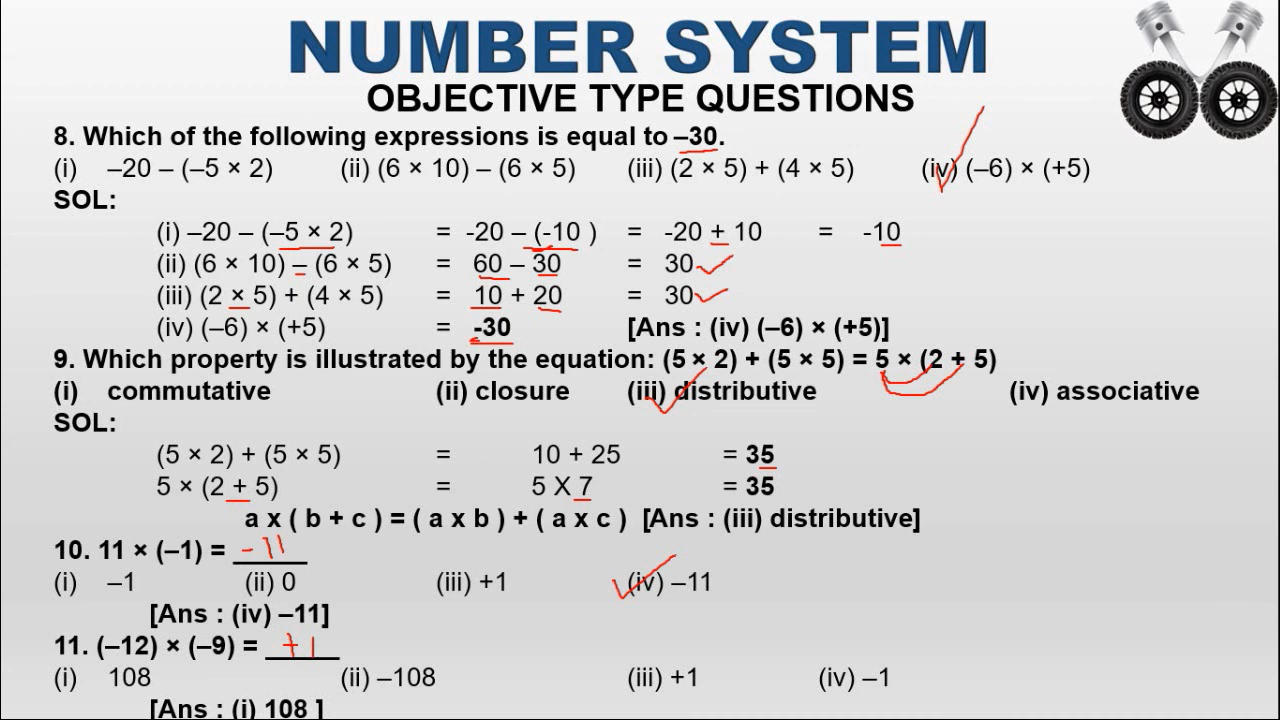 NUMBER SYSTEM
OBJECTIVE TYPE QUESTIONS
8. Which of the following expressions is equal to –30.
(i) –20 – (–5 × 2) (ii) (6 × 10) – (6 × 5) (iii) (2 × 5) + (4 × 5) (iv) (–6) × (+5)
SOL:
(i) –20 – (–5 × 2) = -20 – (-10 ) = -20 + 10 = -10
(ii) (6 × 10) – (6 × 5) = 60 – 30 = 30
(iii) (2 × 5) + (4 × 5) = 10 + 20 = 30
(iv) (–6) × (+5) = -30 [Ans : (iv) (–6) × (+5)]
9. Which property is illustrated by the equation: (5 × 2) + (5 × 5) = 5 × (2 + 5)
(i) commutative (ii) closure (iii) distributive (iv) associative
SOL:
(5 × 2) + (5 × 5) = 10 + 25 = 35
5 × (2 + 5) = 5 X 7 = 35
a x ( b + c ) = ( a x b ) + ( a x c ) [Ans : (iii) distributive]
10. 11 × (–1) = -11
(i) –1 (ii) 0 (iii) +1 (iv) –11
[Ans : (iv) –11]
11. (–12) × (–9) = +1
(i) 108 (ii) –108 (iii) +1 (iv) –1
[Ans : (i) 108 ]